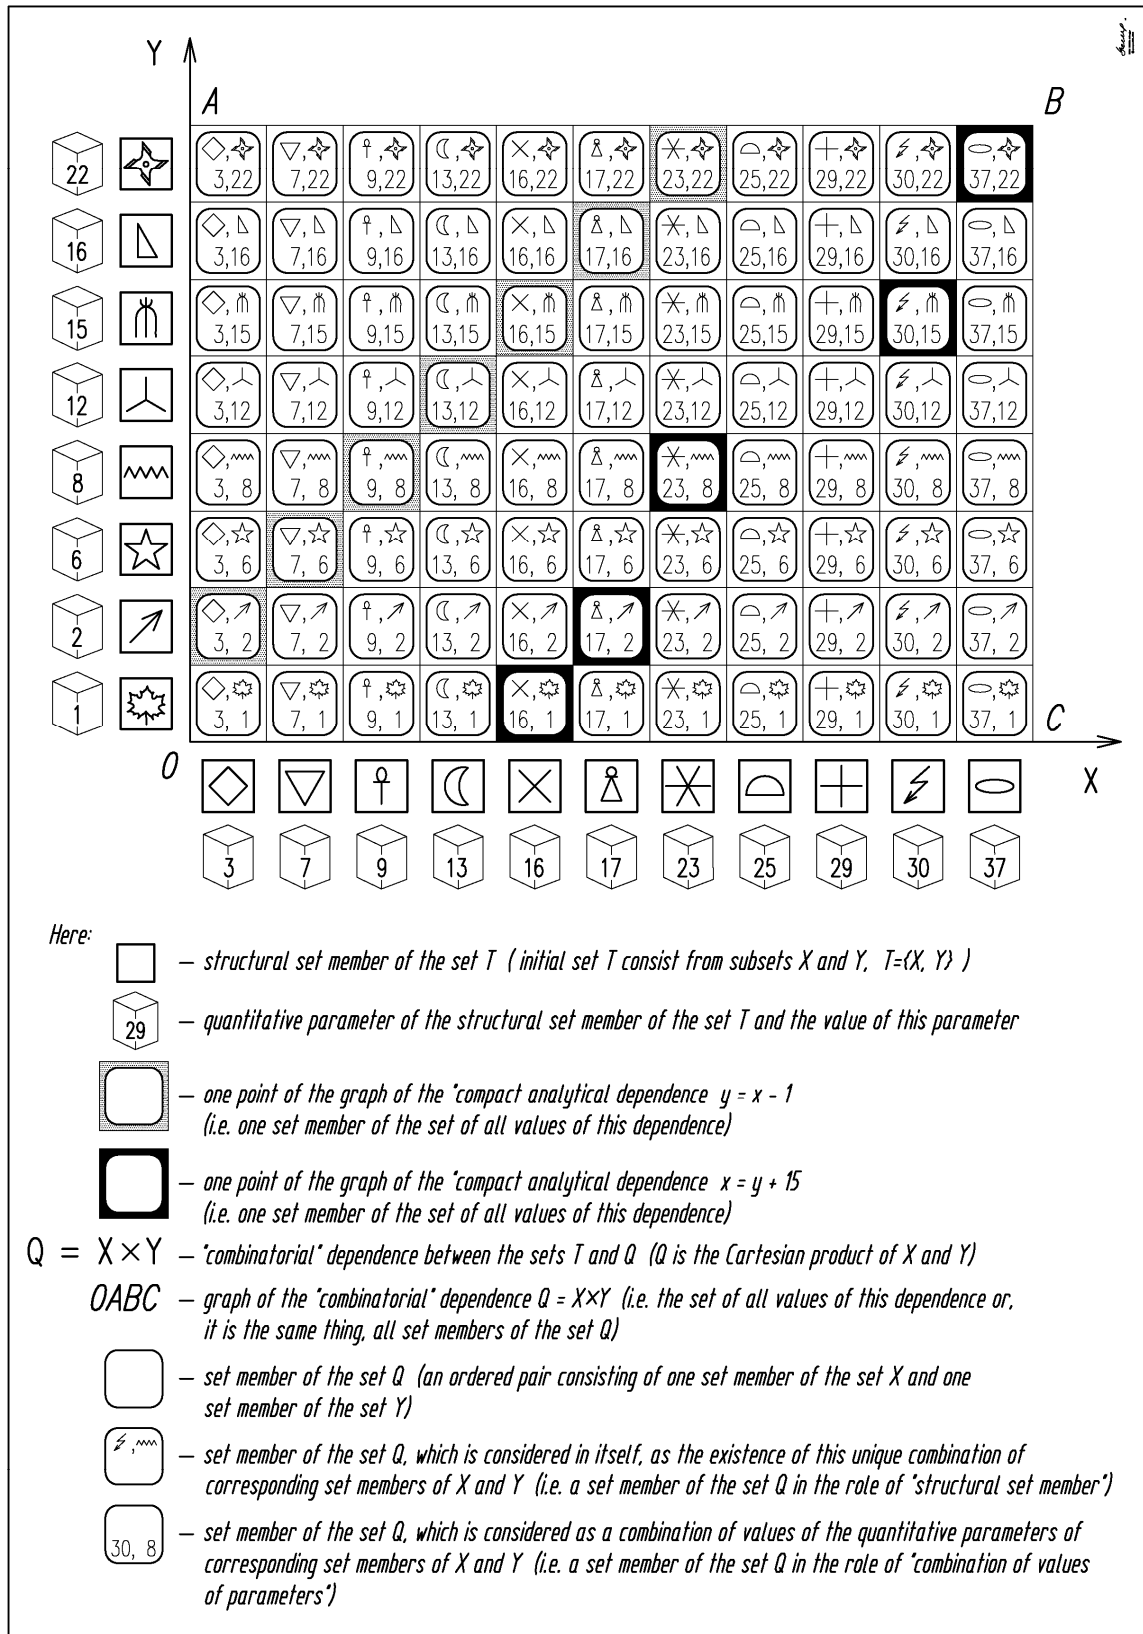 Y
A
B
22
3,22 7,22 9,22 13,22 16,22 17,22 23,22 25,22 29,22 30,22 37,22
16
3,16 7,16 9,16 13,16 16,16 17,16 23,16 25,16 29,16 30,16 37,16
15
3,15 7,15 9,15 13,15 16,15 17,15 23,15 25,15 29,15 30,15 37,15
12
3,12 7,12 9,12 13,12 16,12 17,12 23,12 25,12 29,12 30,12 37,12
8
3, 8 7, 8 9, 8 13, 8 16, 8 17, 8 23, 8 25, 8 29, 8 30, 8 37, 8
6
3, 6 7, 6 9, 6 13, 6 16, 6 17, 6 23, 6 25, 6 29, 6 30, 6 37, 6
2
3, 2 7, 2 9, 2 13, 2 16, 2 17, 2 23, 2 25, 2 29, 2 30, 2 37, 2
1
3, 1 7, 1 9, 1 13, 1 16, 1 17, 1 23, 1 25, 1 29, 1 30, 1 37, 1
C
O
X
3 7 9 13 16 17 23 25 29 30 37
Here:
— structural set member of the set T ( initial set T consist from subsets X and Y, T={X, Y} )
29
— quantitative parameter of the structural set member of the set T and the value of this parameter
— one point of the graph of the "compact analytical dependence y = x - 1
(i.e. one set member of the set of all values of this dependence)
— one point of the graph of the "compact analytical dependence x = y + 15
(i.e. one set member of the set of all values of this dependence)
Q = X×Y — "combinatorial" dependence between the sets T and Q (Q is the Cartesian product of X and Y)
OABC — graph of the "combinatorial" dependence Q = X×Y (i.e. the set of all values of this dependence or,
it is the same thing, all set members of the set Q)
— set member of the set Q (an ordered pair consisting of one set member of the set X and one
set member of the set Y)
— set member of the set Q, which is considered in itself, as the existence of this unique combination of
corresponding set members of X and Y (i.e. a set member of the set Q in the role of "structural set member")
30, 8
— set member of the set Q, which is considered as a combination of values of the quantitative parameters of
corresponding set members of X and Y (i.e. a set member of the set Q in the role of "combination of values
of parameters")